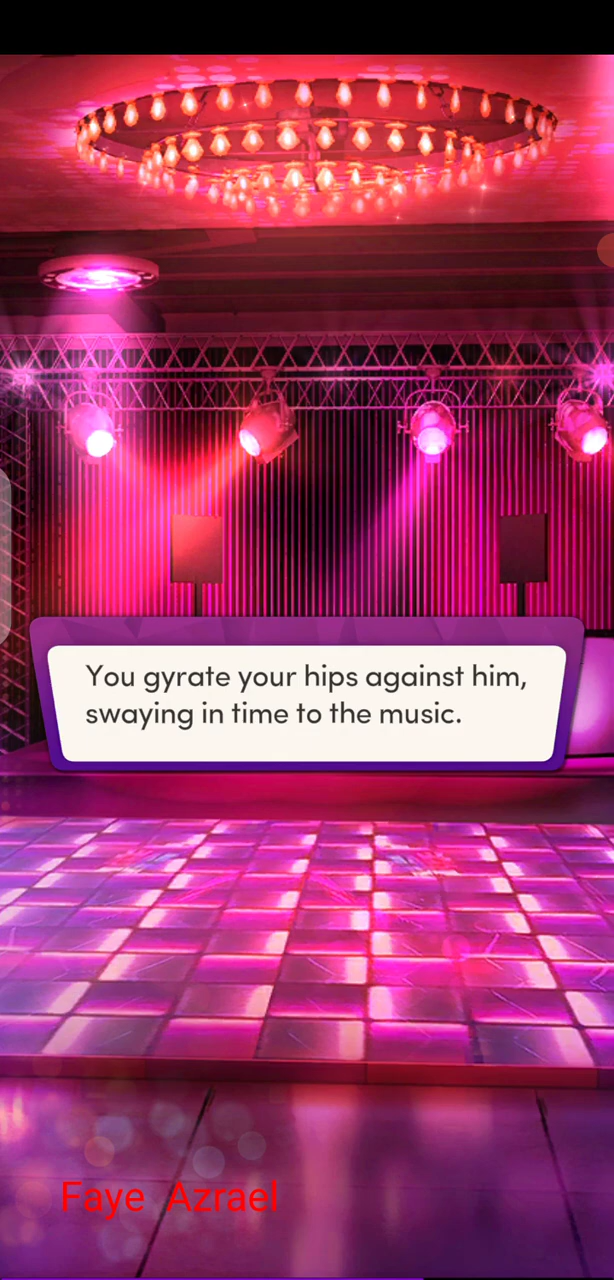 You gyrate your hips against him,
swaying in time to the music.
Faye Azrael